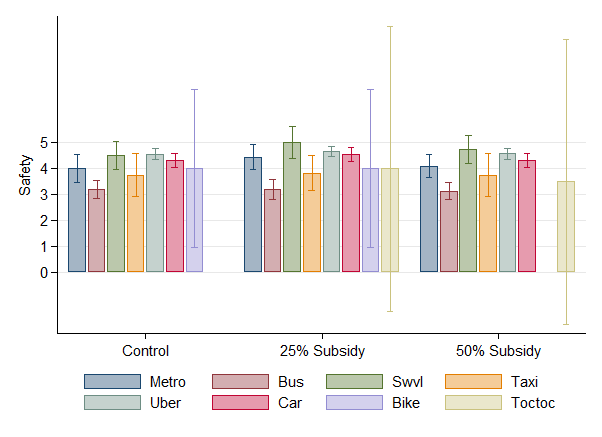 Safety
5
4
3
2
1
0
Control 25% Subsidy 50% Subsidy
Metro Bus Swvl Taxi
Uber Car Bike Toctoc